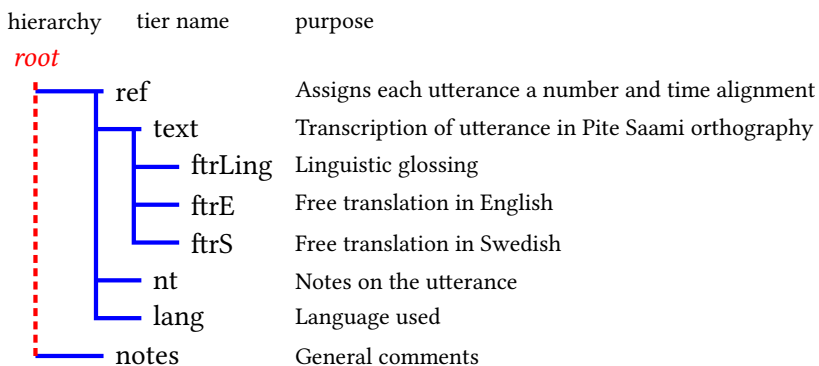 hierarchy tier name purpose
root
ref Assigns each utterance a number and time alignment
text Transcription of utterance in Pite Saami orthography
ftrLing Linguistic glossing
ftrE Free translation in English
ftrS Free translation in Swedish
nt Notes on the utterance
lang Language used
notes General comments